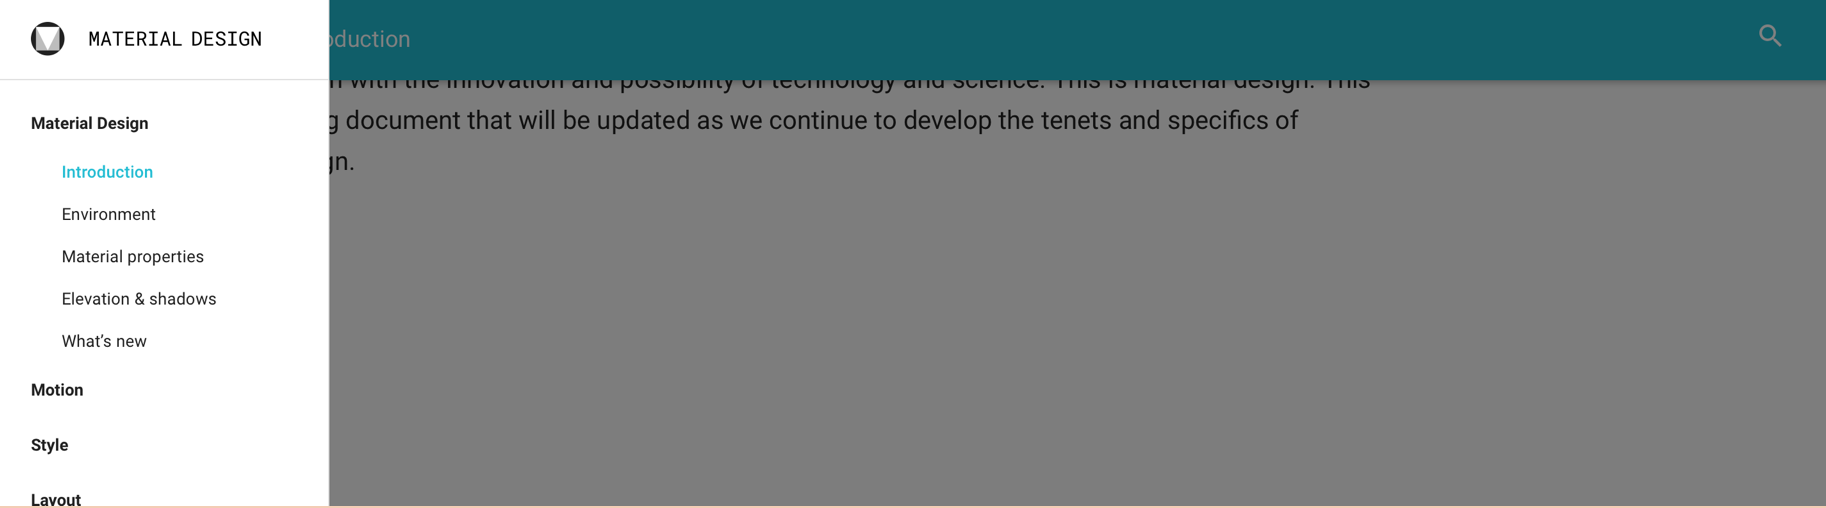 MATERIAL DESIGN
oduction
Material Design
Introduction
Environment
Material properties
Elevation & shadows
What’s new
Motion
Style
Layout
with the innovation and possibility of technology and science. This is material design. This
g document that will be updated as we continue to develop the tenets and specifics of
gn.